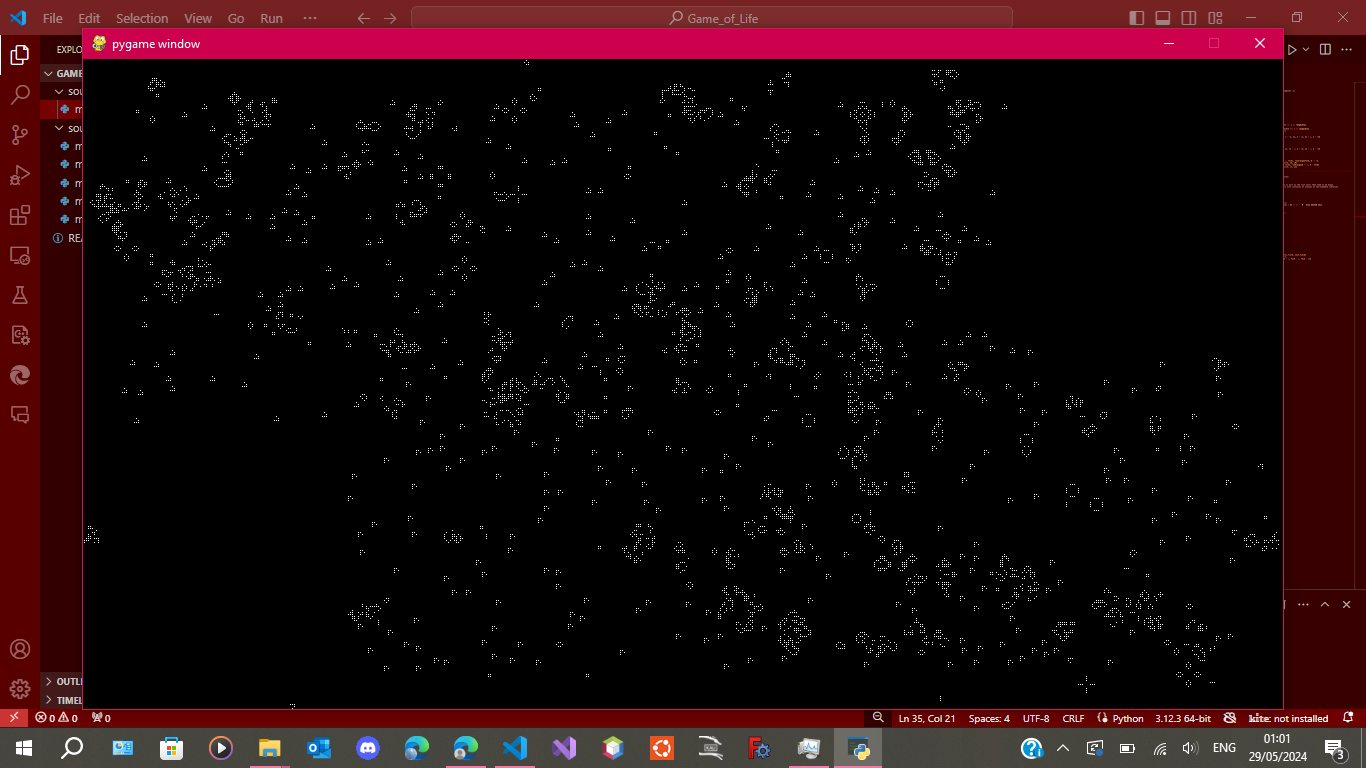 File Edit Selection View Go Run ··· Game_of_Life
pygame window
EXPLO
GAME
sou
m
sou
m
m
m
m
m
REA
OUTLI
TIMEL
0 0 0 Ln 35, Col 21 Spaces: 4 UTF-8 CRLF Python 3.12.3 64-bit kite: not installed
ENG 01:01
29/05/2024 3